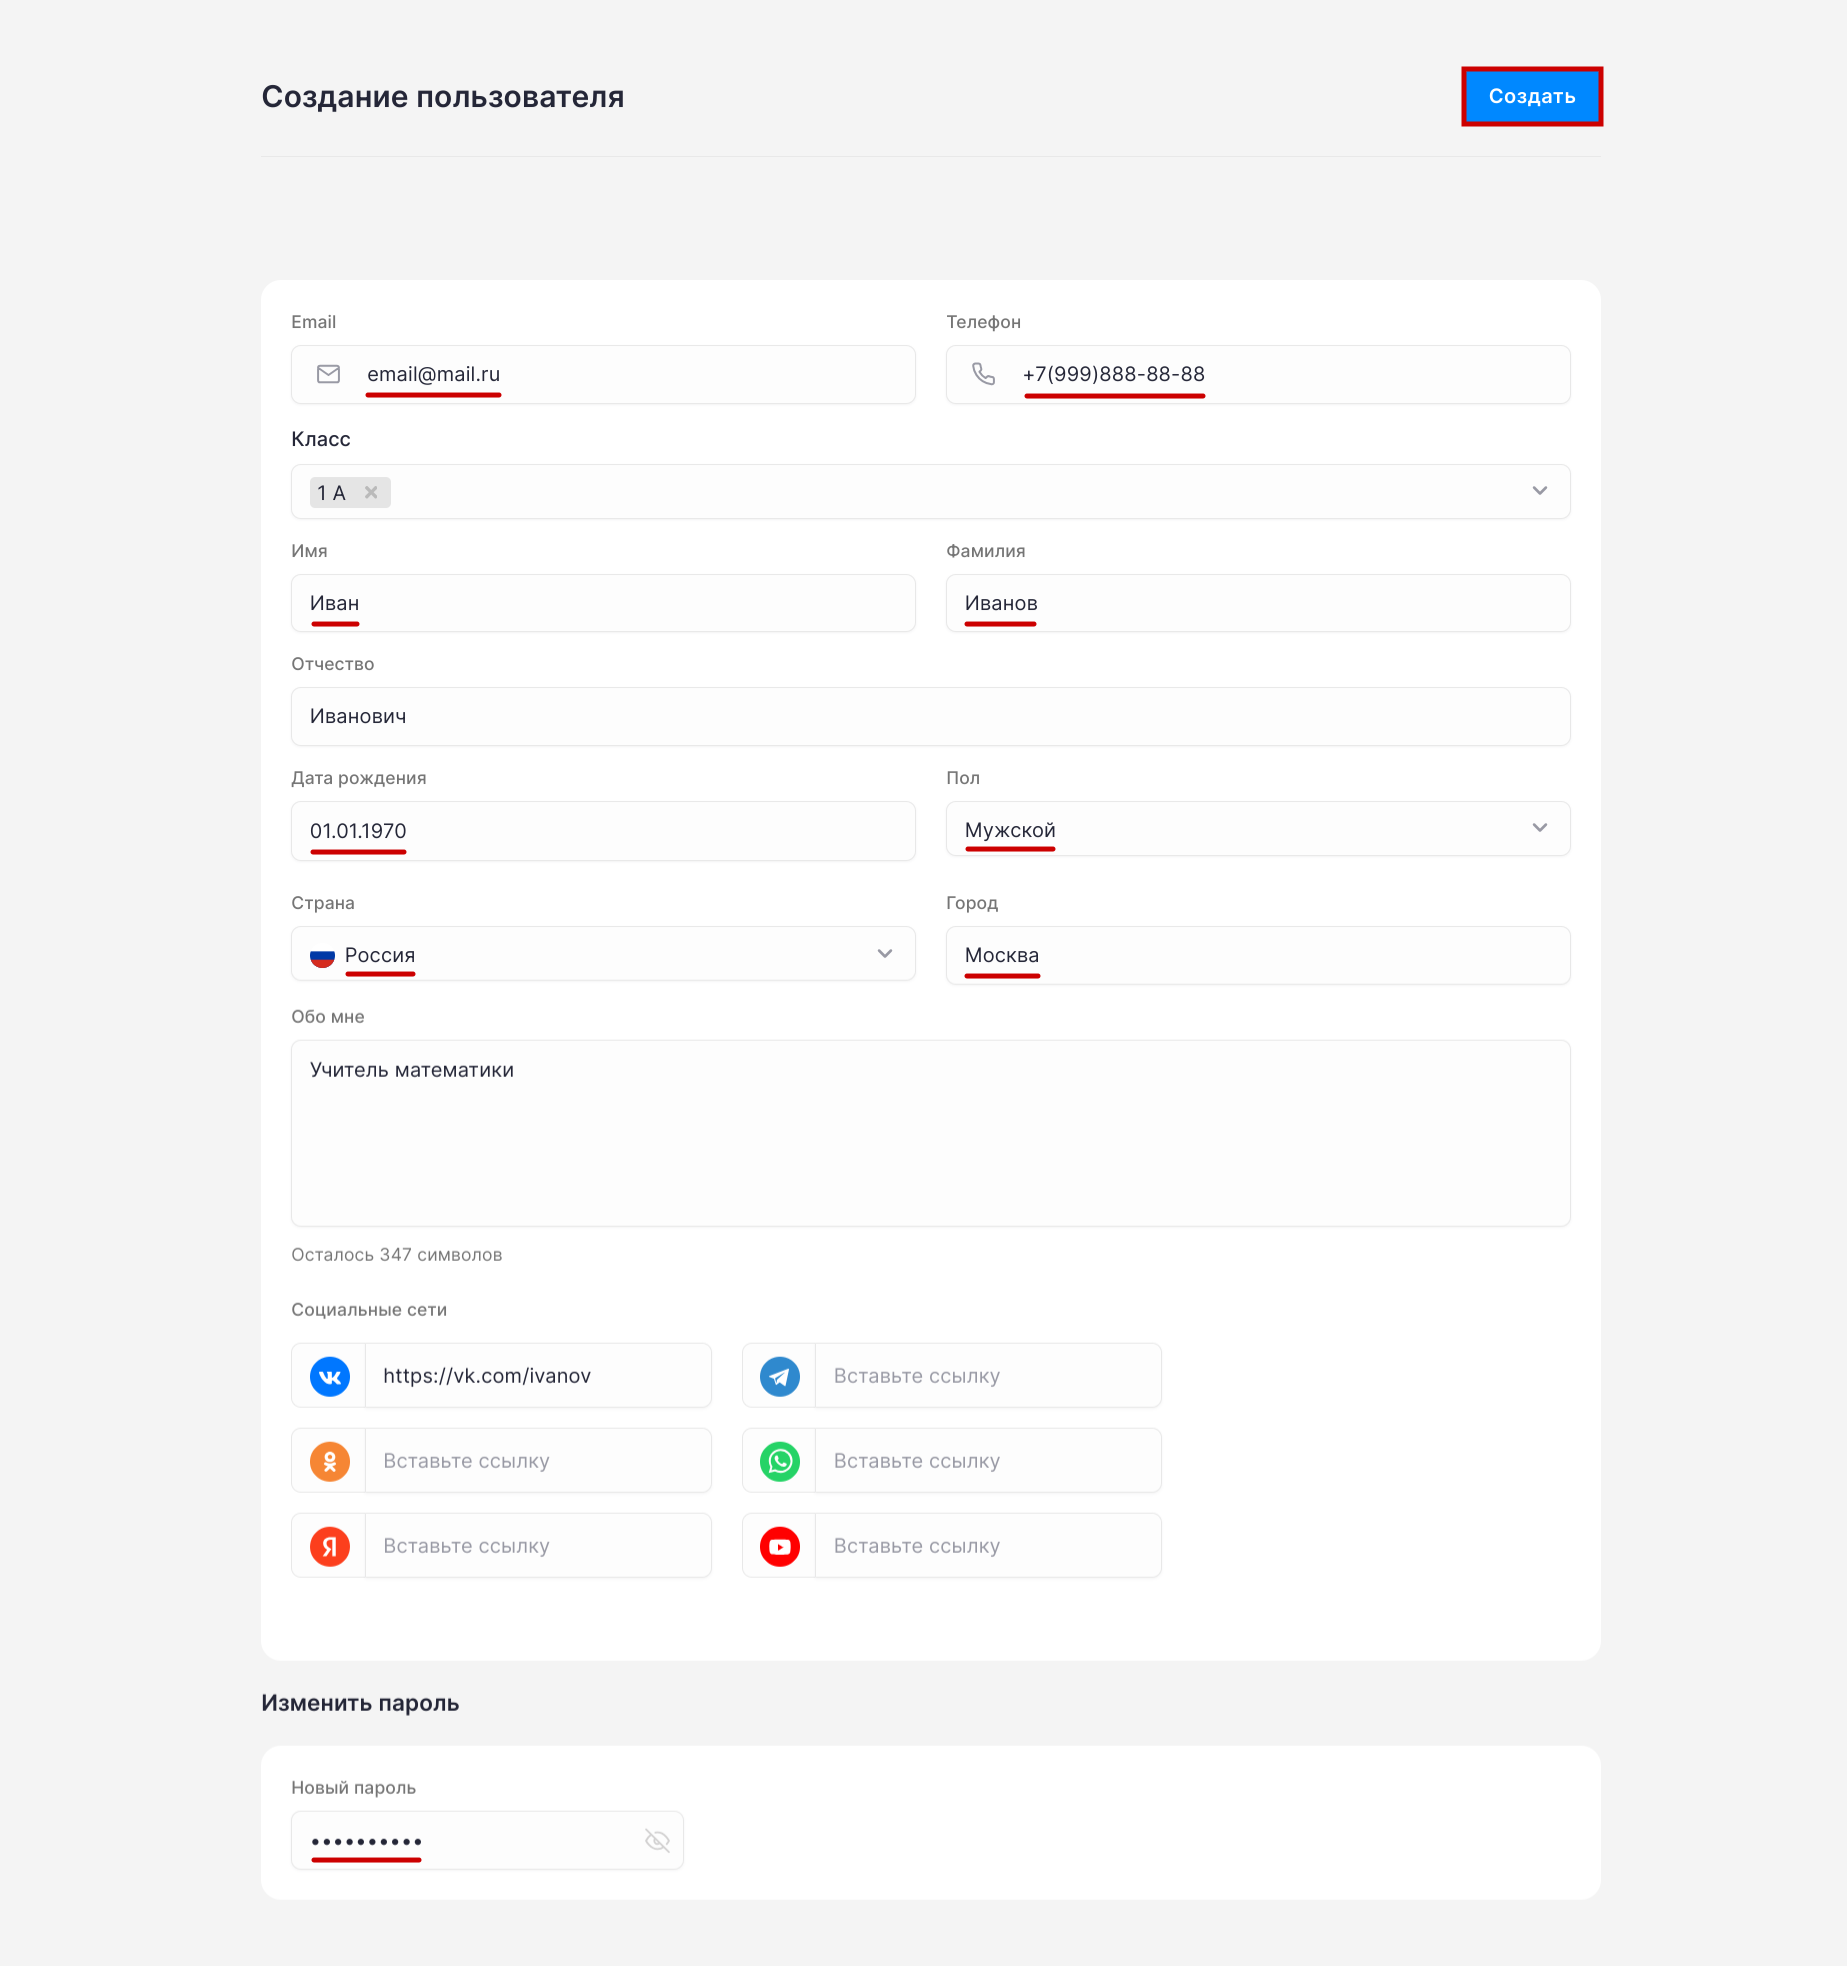 Создание пользователя
Создать
Email
Телефон
email@mail.ru
+7(999)888-88-88
Класс
1 А
Имя
Фамилия
Иван
Иванов
Отчество
Иванович
Дата рождения
Пол
01.01.1970
Мужской
Страна
Город
Россия
Москва
Обо мне
Учитель математики
Осталось 347 символов
Социальные сети
https://vk.com/ivanov
Вставьте ссылку
Вставьте ссылку
Вставьте ссылку
Я
Вставьте ссылку
Вставьте ссылку
Изменить пароль
Новый пароль
••••••••••